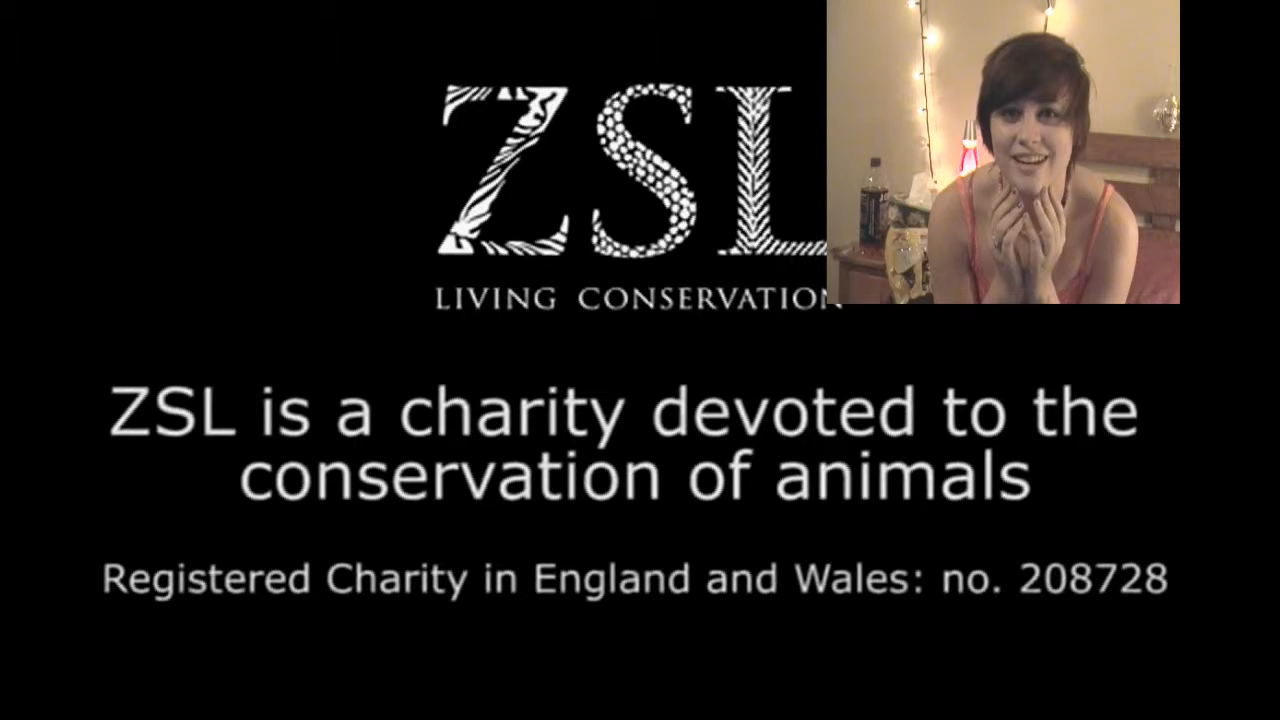 ZSL
LIVING CONSERVATION
ZSL is a charity devoted to the
conservation of animals
Registered Charity in England and Wales: no. 208728